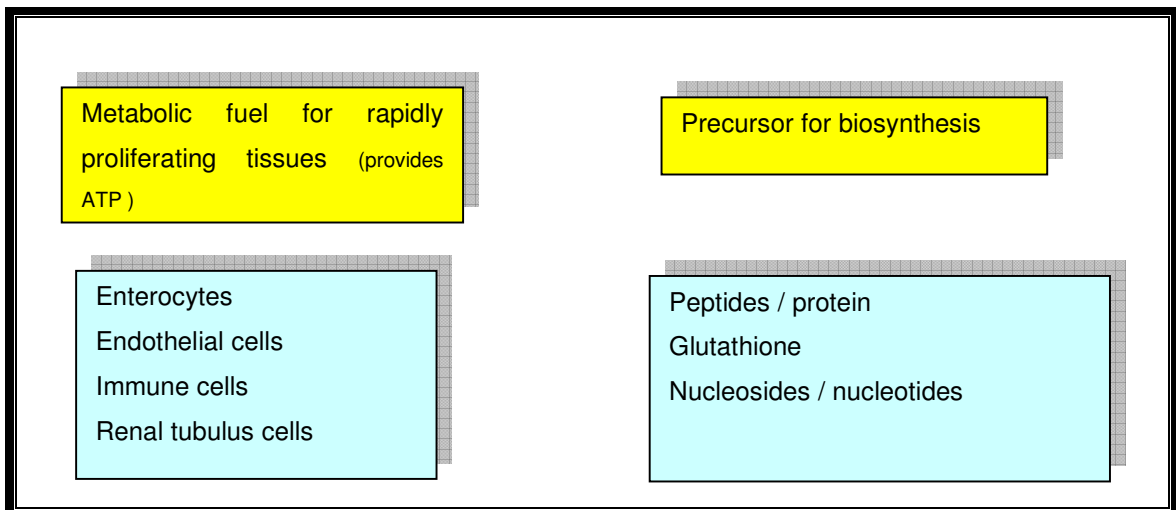 Metabolic fuel for rapidly
proliferating tissues (provides
ATP )
Precursor for biosynthesis
Enterocytes
Endothelial cells
Immune cells
Renal tubulus cells
Peptides / protein
Glutathione
Nucleosides / nucleotides